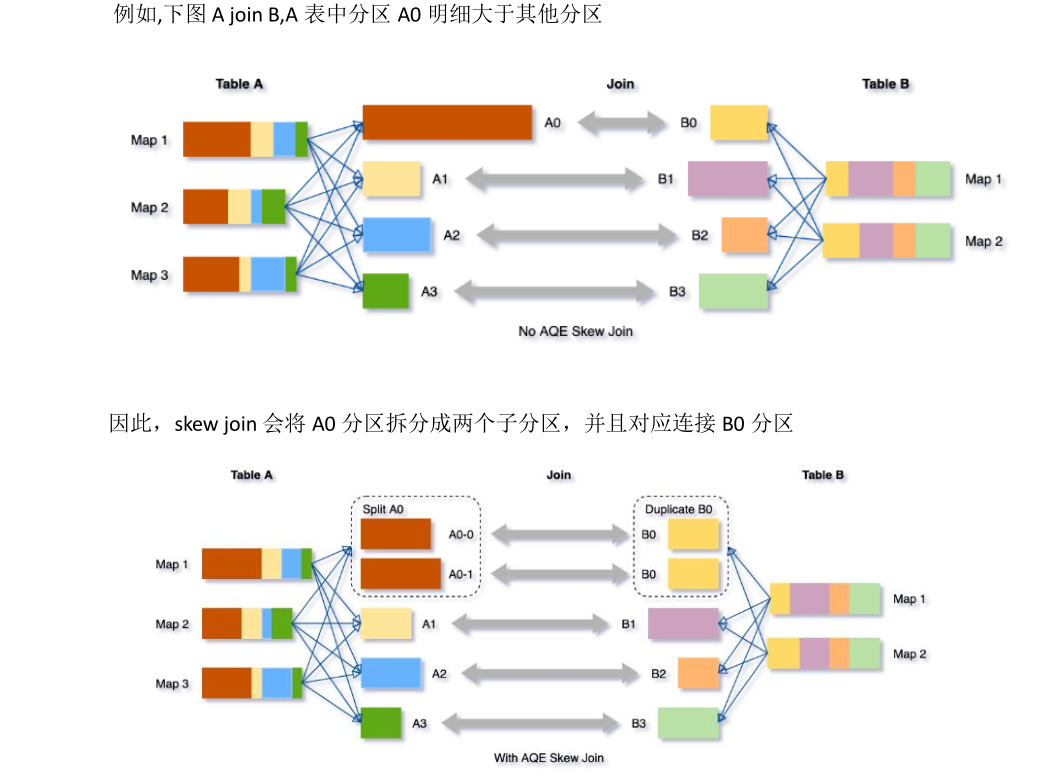 例如,下图 A join B,A 表中分区 A0 明细大于其他分区
Table A
Join
Table B
Map 1
A0
B0
A1
B1
Map 1
Map 2
A2
B2
Map 2
Map 3
A3
B3
No AQE Skew Join
因此，skew join 会将 A0 分区拆分成两个子分区，并且对应连接 B0 分区
Table A
Join
Table B
Split A0
Duplicate B0
A0-0
B0
Map 1
A0-1
B0
Map 1
Map 2
A1
B1
Map 2
A2
B2
Map 3
A3
B3
With AQE Skew Join